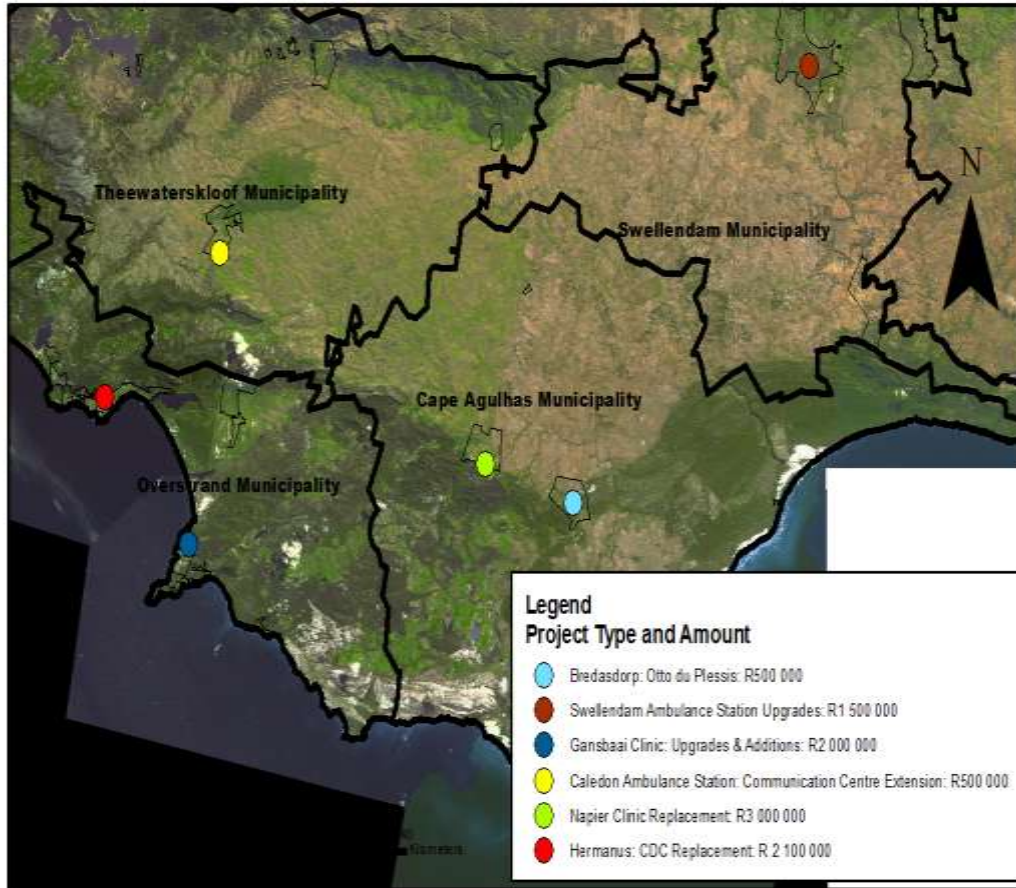 N
Theewaterskloof Municipality
Swellendam Municipality
Cape Agulhas Municipality
Overstrand Municipality
Kilometers
Legend
Project Type and Amount
Bredasdorp: Otto du Plessis: R500 000
Swellendam Ambulance Station Upgrades: R1 500 000
Gansbaai Clinic: Upgrades & Additions: R2 000 000
Caledon Ambulance Station: Communication Centre Extension: R500 000
Napier Clinic Replacement: R3 000 000
Hermanus: CDC Replacement: R 2 100 000